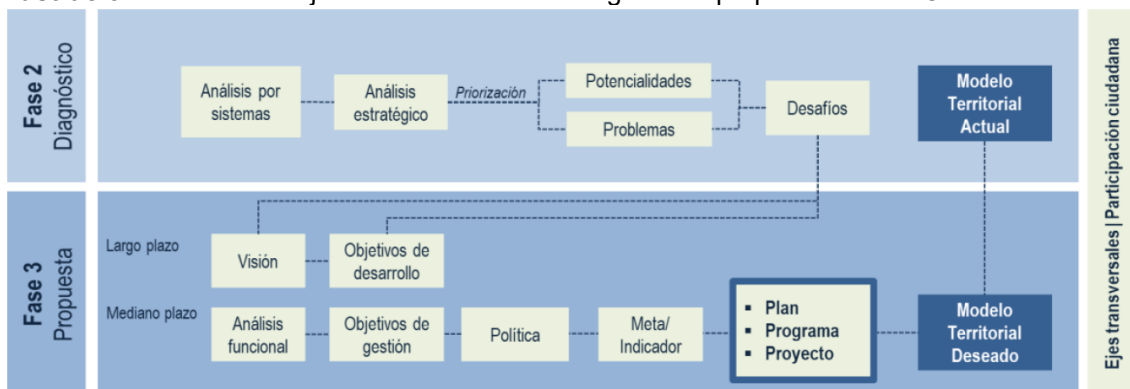 Fase 2
Diagnóstico
Análisis por
sistemas
Análisis
estratégico
Priorización
Potencialidades
Problemas
Desafíos
Modelo
Territorial
Actual
Fase 3
Propuesta
Largo plazo
Visión
Objetivos de
desarrollo
Mediano plazo
Análisis
funcional
Objetivos de
gestión
Política
Meta/
Indicador
▪ Plan
▪ Programa
▪ Proyecto
Modelo
Territorial
Deseado
Ejes transversales | Participación ciudadana